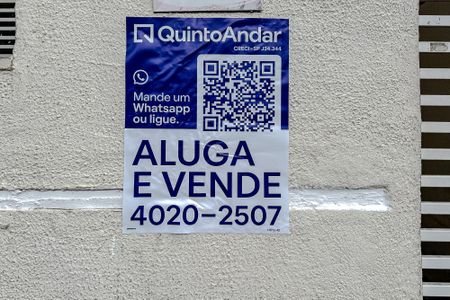 QuintoAndar
CRECI-SP J24.344
Mande um
Whatsapp
ou ligue.
ALUGA
E VENDE
4020-2507